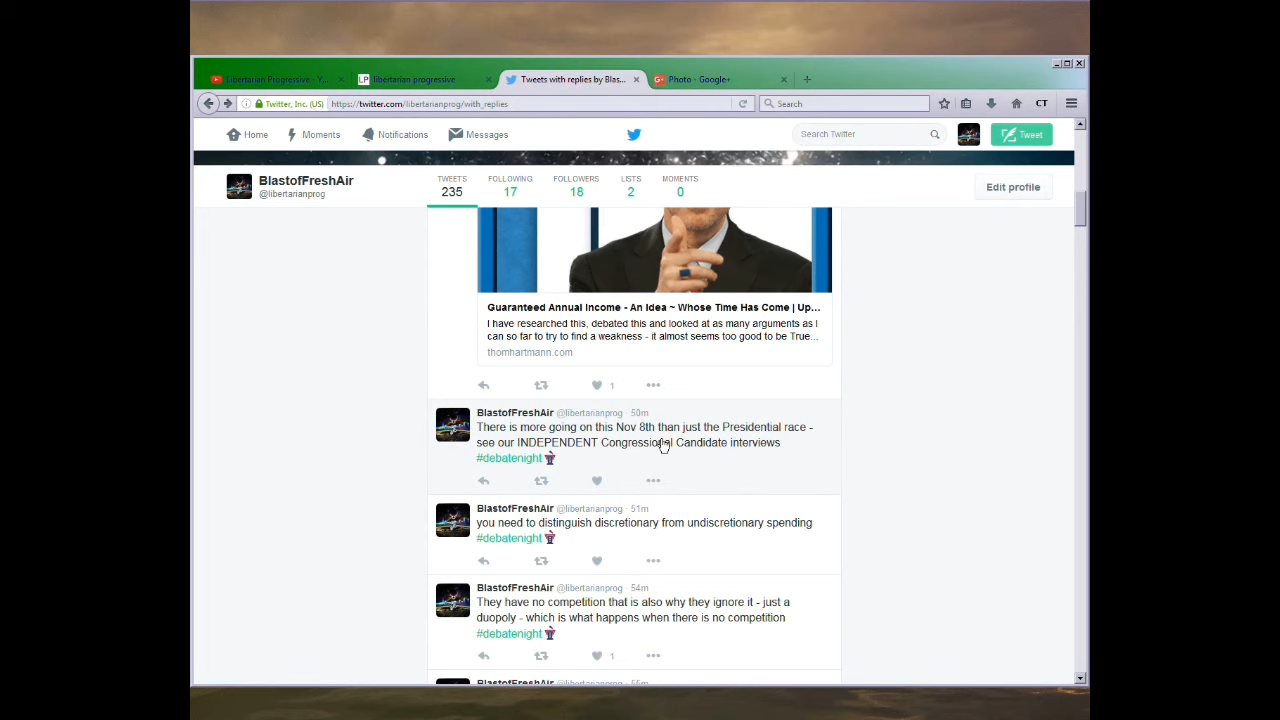 Libertarian Progressive - Y...
LP libertarian progressive
Tweets with replies by Blas...
G+ Photo - Google+
Twitter, Inc. (US)
https://twitter.com/libertarianprog/with_replies
Search
CT
Home
Moments
Notifications
Messages
Search Twitter
Tweet
BlastofFreshAir
@libertarianprog
TWEETS
235
FOLLOWING
17
FOLLOWERS
18
LISTS
2
MOMENTS
0
Edit profile
Guaranteed Annual Income - An Idea ~ Whose Time Has Come | Up...
I have researched this, debated this and looked at as many arguments as I
can so far to try to find a weakness - it almost seems too good to be True...
thomhartmann.com
1
BlastofFreshAir @libertarianprog · 50m
There is more going on this Nov 8th than just the Presidential race -
see our INDEPENDENT Congressional Candidate interviews
#debatenight
BlastofFreshAir @libertarianprog · 51m
you need to distinguish discretionary from undiscretionary spending
#debatenight
BlastofFreshAir @libertarianprog · 54m
They have no competition that is also why they ignore it - just a
duopoly - which is what happens when there is no competition
#debatenight
1
BlastofFreshAir @libertarianprog · 55m